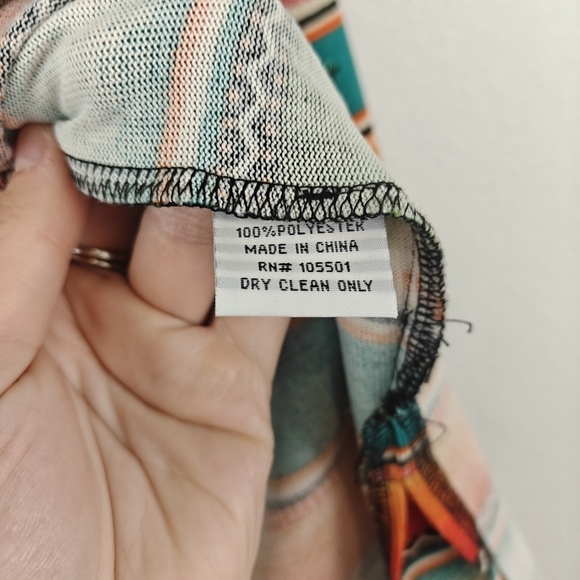 100%POLYESTER
MADE IN CHINA
RN# 105501
DRY CLEAN ONLY